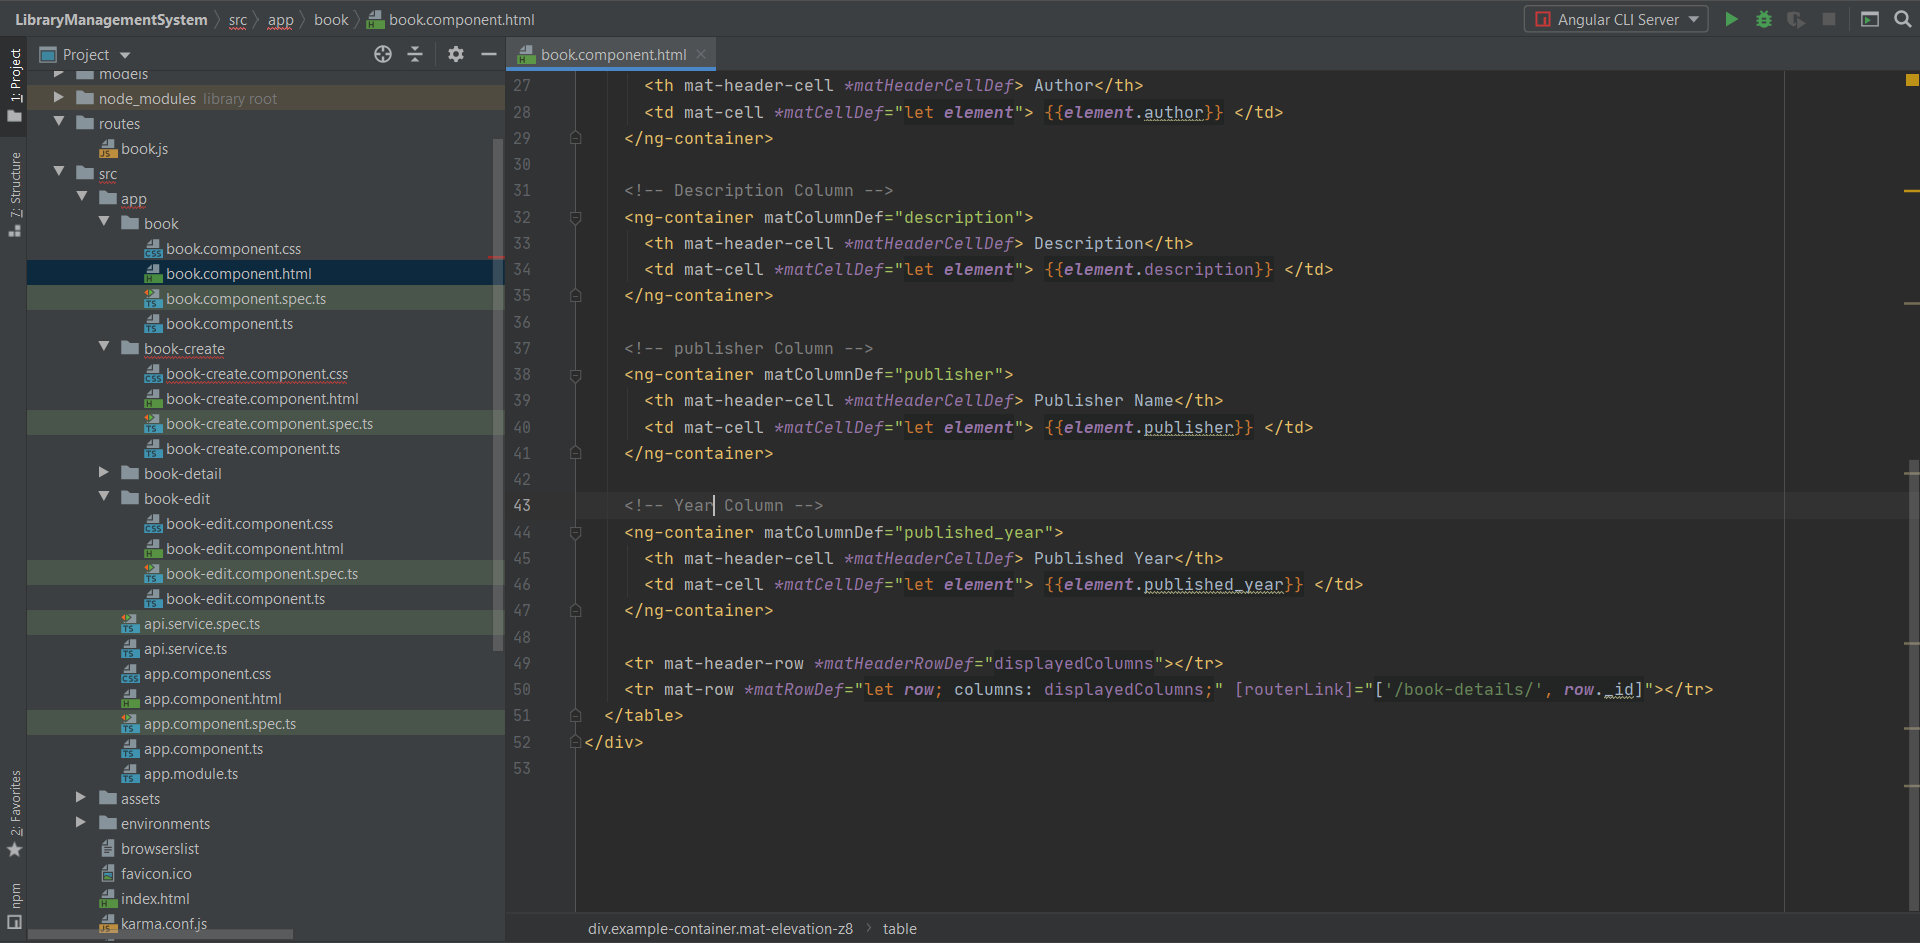 LibraryManagementSystem src app book book.component.html
Angular CLI Server
Project
book.component.html
1: Project
7: Structure
2: Favorites
npm
models
node_modules library root
routes
book.js
src
app
book
book.component.css
book.component.html
book.component.spec.ts
book.component.ts
book-create
book-create.component.css
book-create.component.html
book-create.component.spec.ts
book-create.component.ts
book-detail
book-edit
book-edit.component.css
book-edit.component.html
book-edit.component.spec.ts
book-edit.component.ts
api.service.spec.ts
api.service.ts
app.component.css
app.component.html
app.component.spec.ts
app.component.ts
app.module.ts
assets
environments
browserslist
favicon.ico
index.html
karma.conf.js
27 <th mat-header-cell *matHeaderCellDef> Author</th>
28 <td mat-cell *matCellDef="let element"> {{element.author}} </td>
29 </ng-container>
30
31 <!-- Description Column -->
32 <ng-container matColumnDef="description">
33 <th mat-header-cell *matHeaderCellDef> Description</th>
34 <td mat-cell *matCellDef="let element"> {{element.description}} </td>
35 </ng-container>
36
37 <!-- publisher Column -->
38 <ng-container matColumnDef="publisher">
39 <th mat-header-cell *matHeaderCellDef> Publisher Name</th>
40 <td mat-cell *matCellDef="let element"> {{element.publisher}} </td>
41 </ng-container>
42
43 <!-- Year Column -->
44 <ng-container matColumnDef="published_year">
45 <th mat-header-cell *matHeaderCellDef> Published Year</th>
46 <td mat-cell *matCellDef="let element"> {{element.published_year}} </td>
47 </ng-container>
48
49 <tr mat-header-row *matHeaderRowDef="displayedColumns"></tr>
50 <tr mat-row *matRowDef="let row; columns: displayedColumns;" [routerLink]="['/book-details/', row._id]"></tr>
51 </table>
52 </div>
53
div.example-container.mat-elevation-z8 table